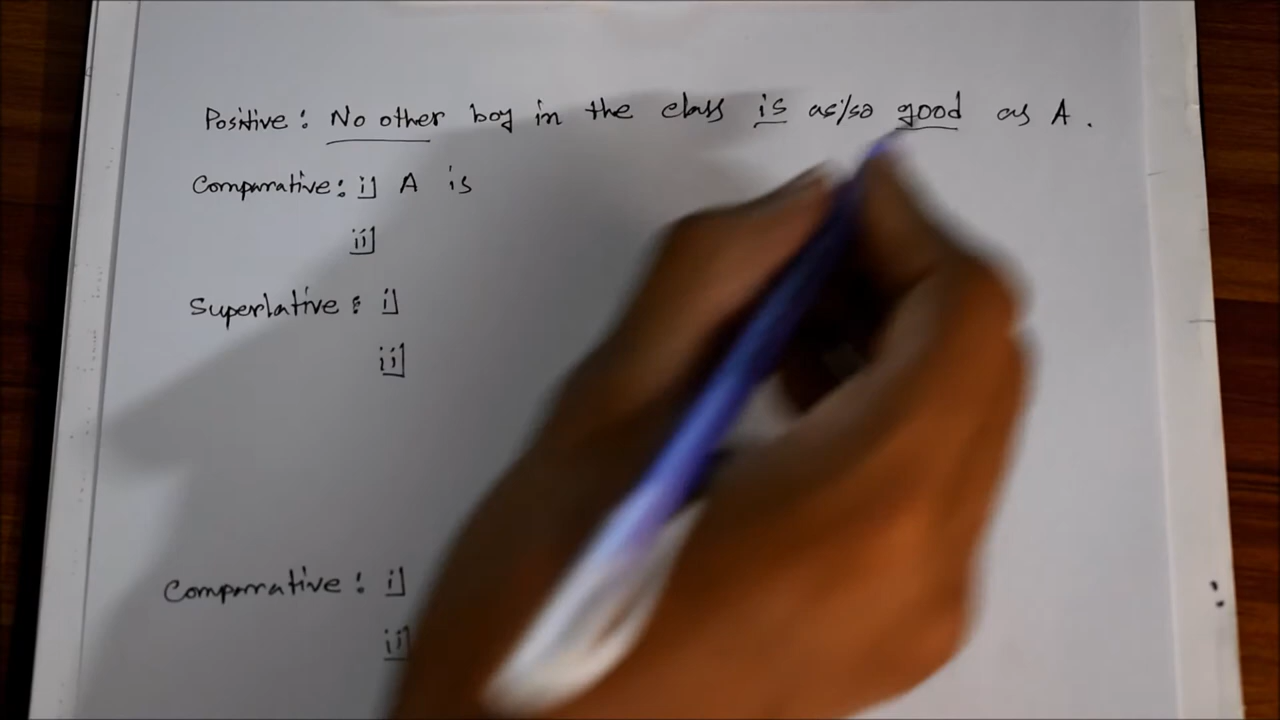 Positive: No other boy in the class is as/so good as A.
Comparative: i] A is
ii]
Superlative: i]
ii]
Comparative: i]
ii]